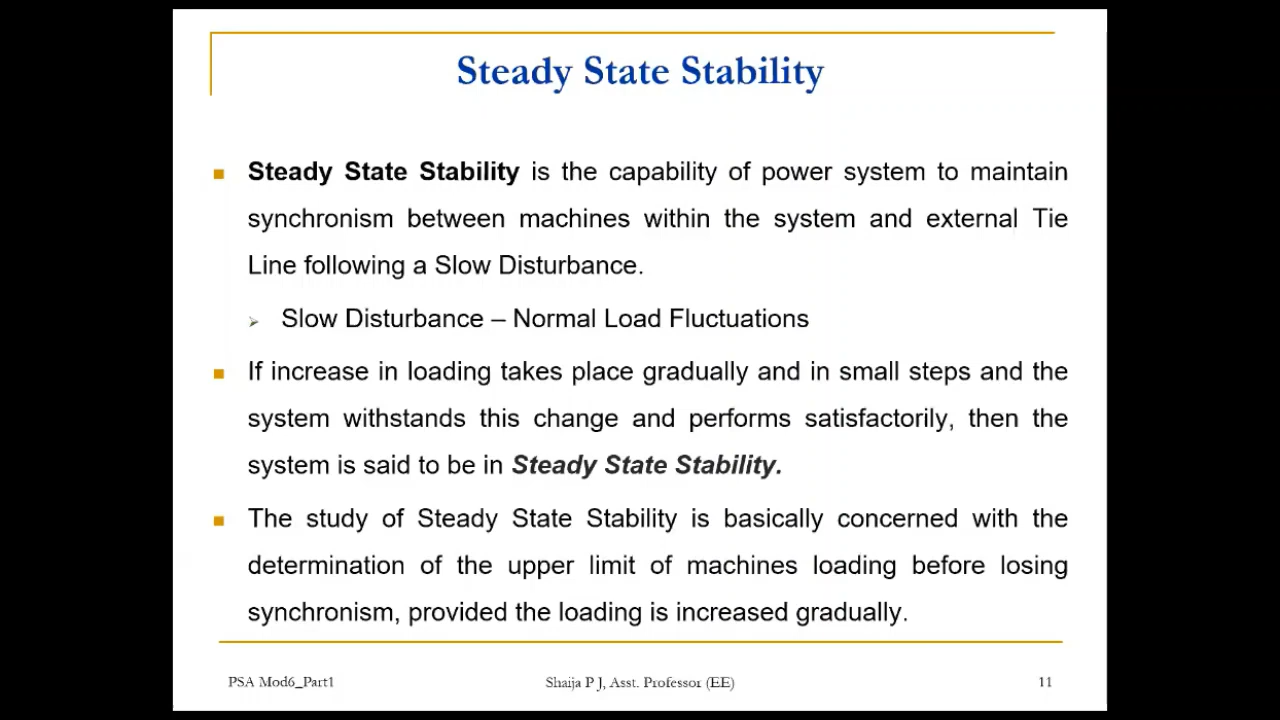 Steady State Stability
Steady State Stability is the capability of power system to maintain
synchronism between machines within the system and external Tie
Line following a Slow Disturbance.
Slow Disturbance – Normal Load Fluctuations
If increase in loading takes place gradually and in small steps and the
system withstands this change and performs satisfactorily, then the
system is said to be in Steady State Stability.
The study of Steady State Stability is basically concerned with the
determination of the upper limit of machines loading before losing
synchronism, provided the loading is increased gradually.
PSA Mod6_Part1 Shaija P J, Asst. Professor (EE) 11